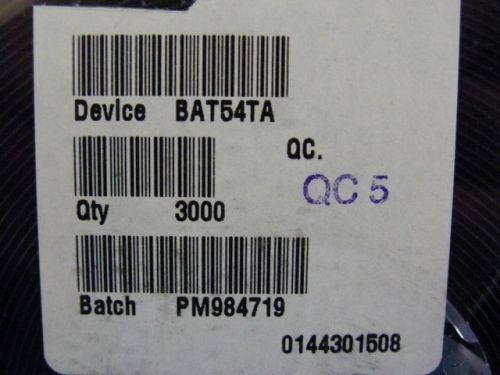 Device BAT54TA
QC.
QC 5
Qty 3000
Batch PM984719
0144301508